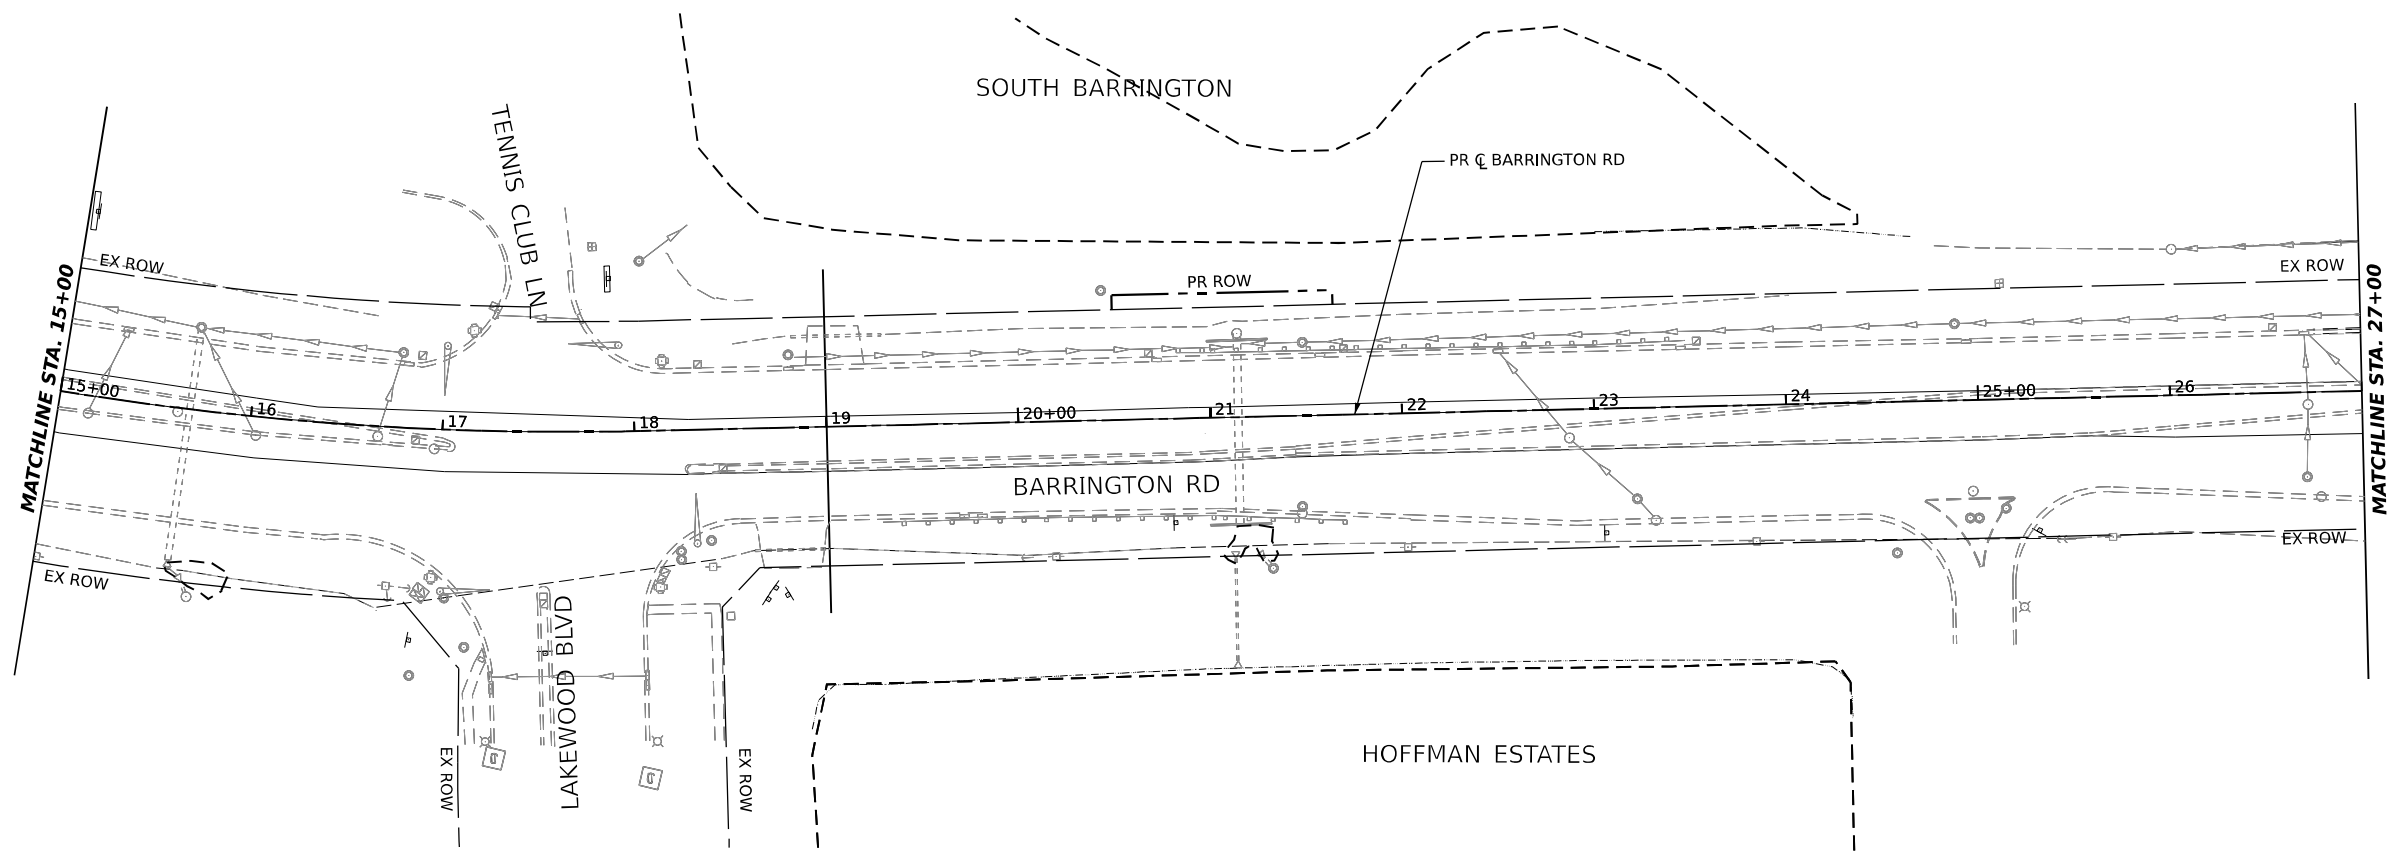 SOUTH BARRINGTON
TENNIS CLUB LN
PR ℄ BARRINGTON RD
EX ROW
PR ROW
EX ROW
MATCHLINE STA. 15+00
MATCHLINE STA. 27+00
15+00
16
17
18
19
20+00
21
22
23
24
25+00
26
BARRINGTON RD
EX ROW
EX ROW
LAKEWOOD BLVD
EX ROW
EX ROW
HOFFMAN ESTATES